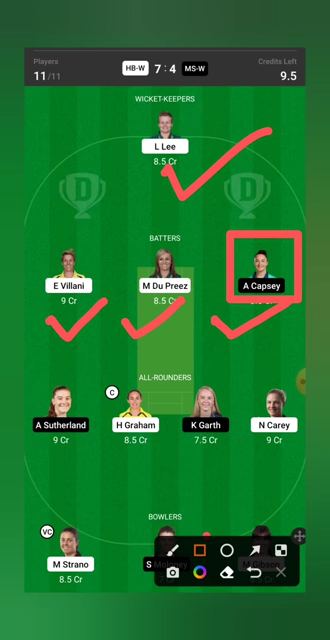 Players
HB-W 7 : 4 MS-W
Credits Left
11/11
9.5
WICKET-KEEPERS
L Lee
8.5 Cr
BATTERS
E Villani
M Du Preez
A Capsey
9 Cr
8.5 Cr
ALL-ROUNDERS
C
A Sutherland
H Graham
K Garth
N Carey
9 Cr
8.5 Cr
7.5 Cr
9 Cr
BOWLERS
VC
M Strano
8.5 Cr